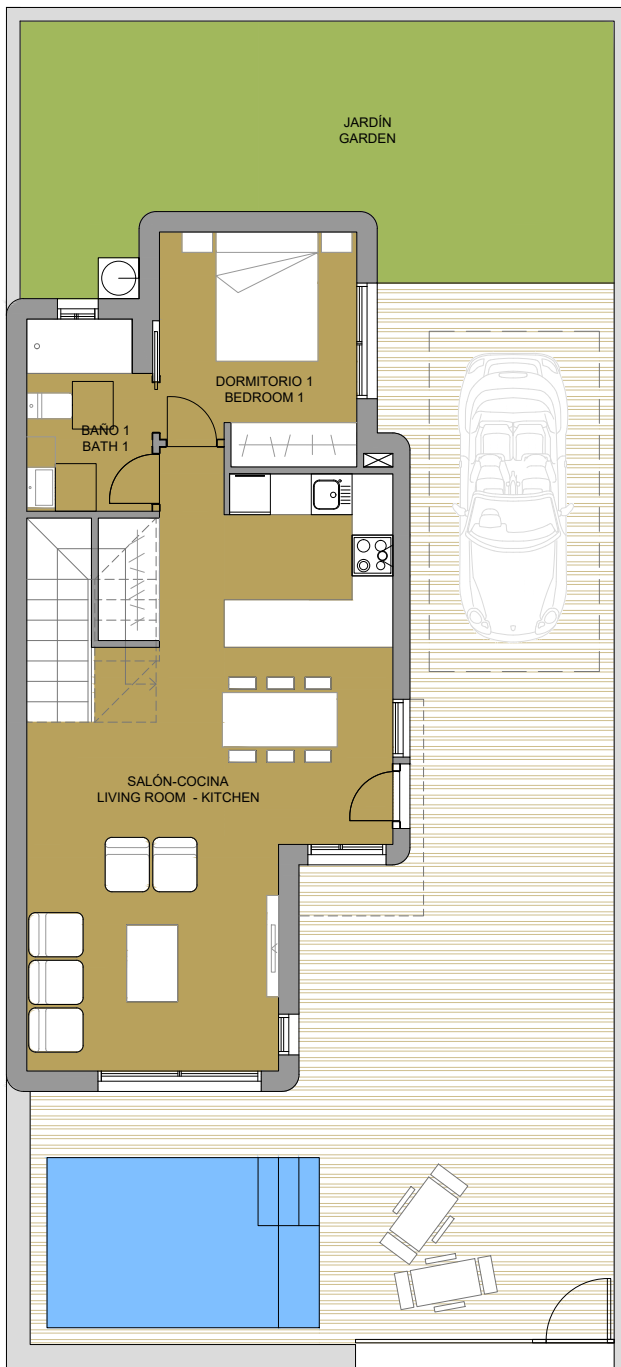 JARDÍN
GARDEN
DORMITORIO 1
BEDROOM 1
BAÑO 1
BATH 1
SALÓN-COCINA
LIVING ROOM - KITCHEN